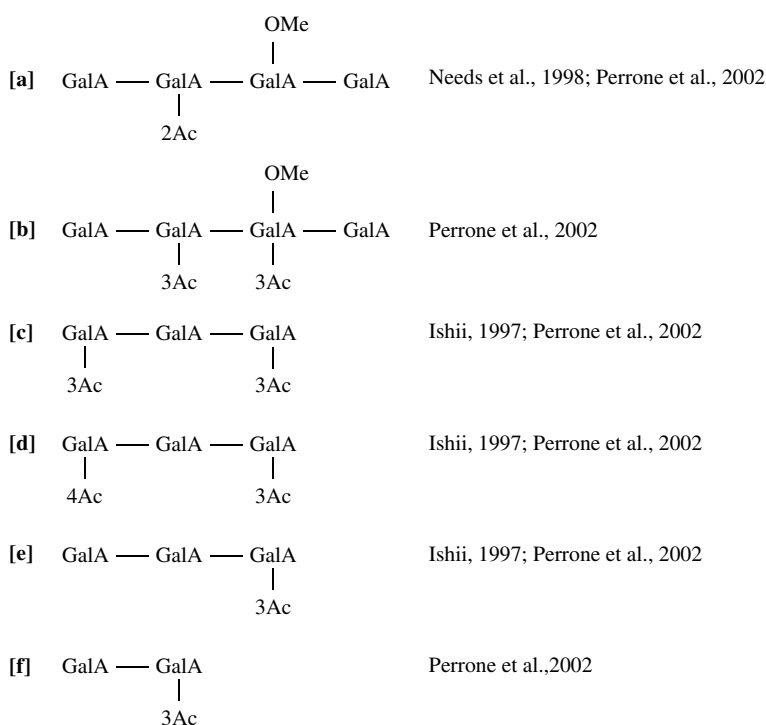 OMe
[a] GalA GalA GalA GalA Needs et al., 1998; Perrone et al., 2002
2Ac
OMe
[b] GalA GalA GalA GalA Perrone et al., 2002
3Ac 3Ac
[c] GalA GalA GalA Ishii, 1997; Perrone et al., 2002
3Ac 3Ac
[d] GalA GalA GalA Ishii, 1997; Perrone et al., 2002
4Ac 3Ac
[e] GalA GalA GalA Ishii, 1997; Perrone et al., 2002
3Ac
[f] GalA GalA Perrone et al.,2002
3Ac